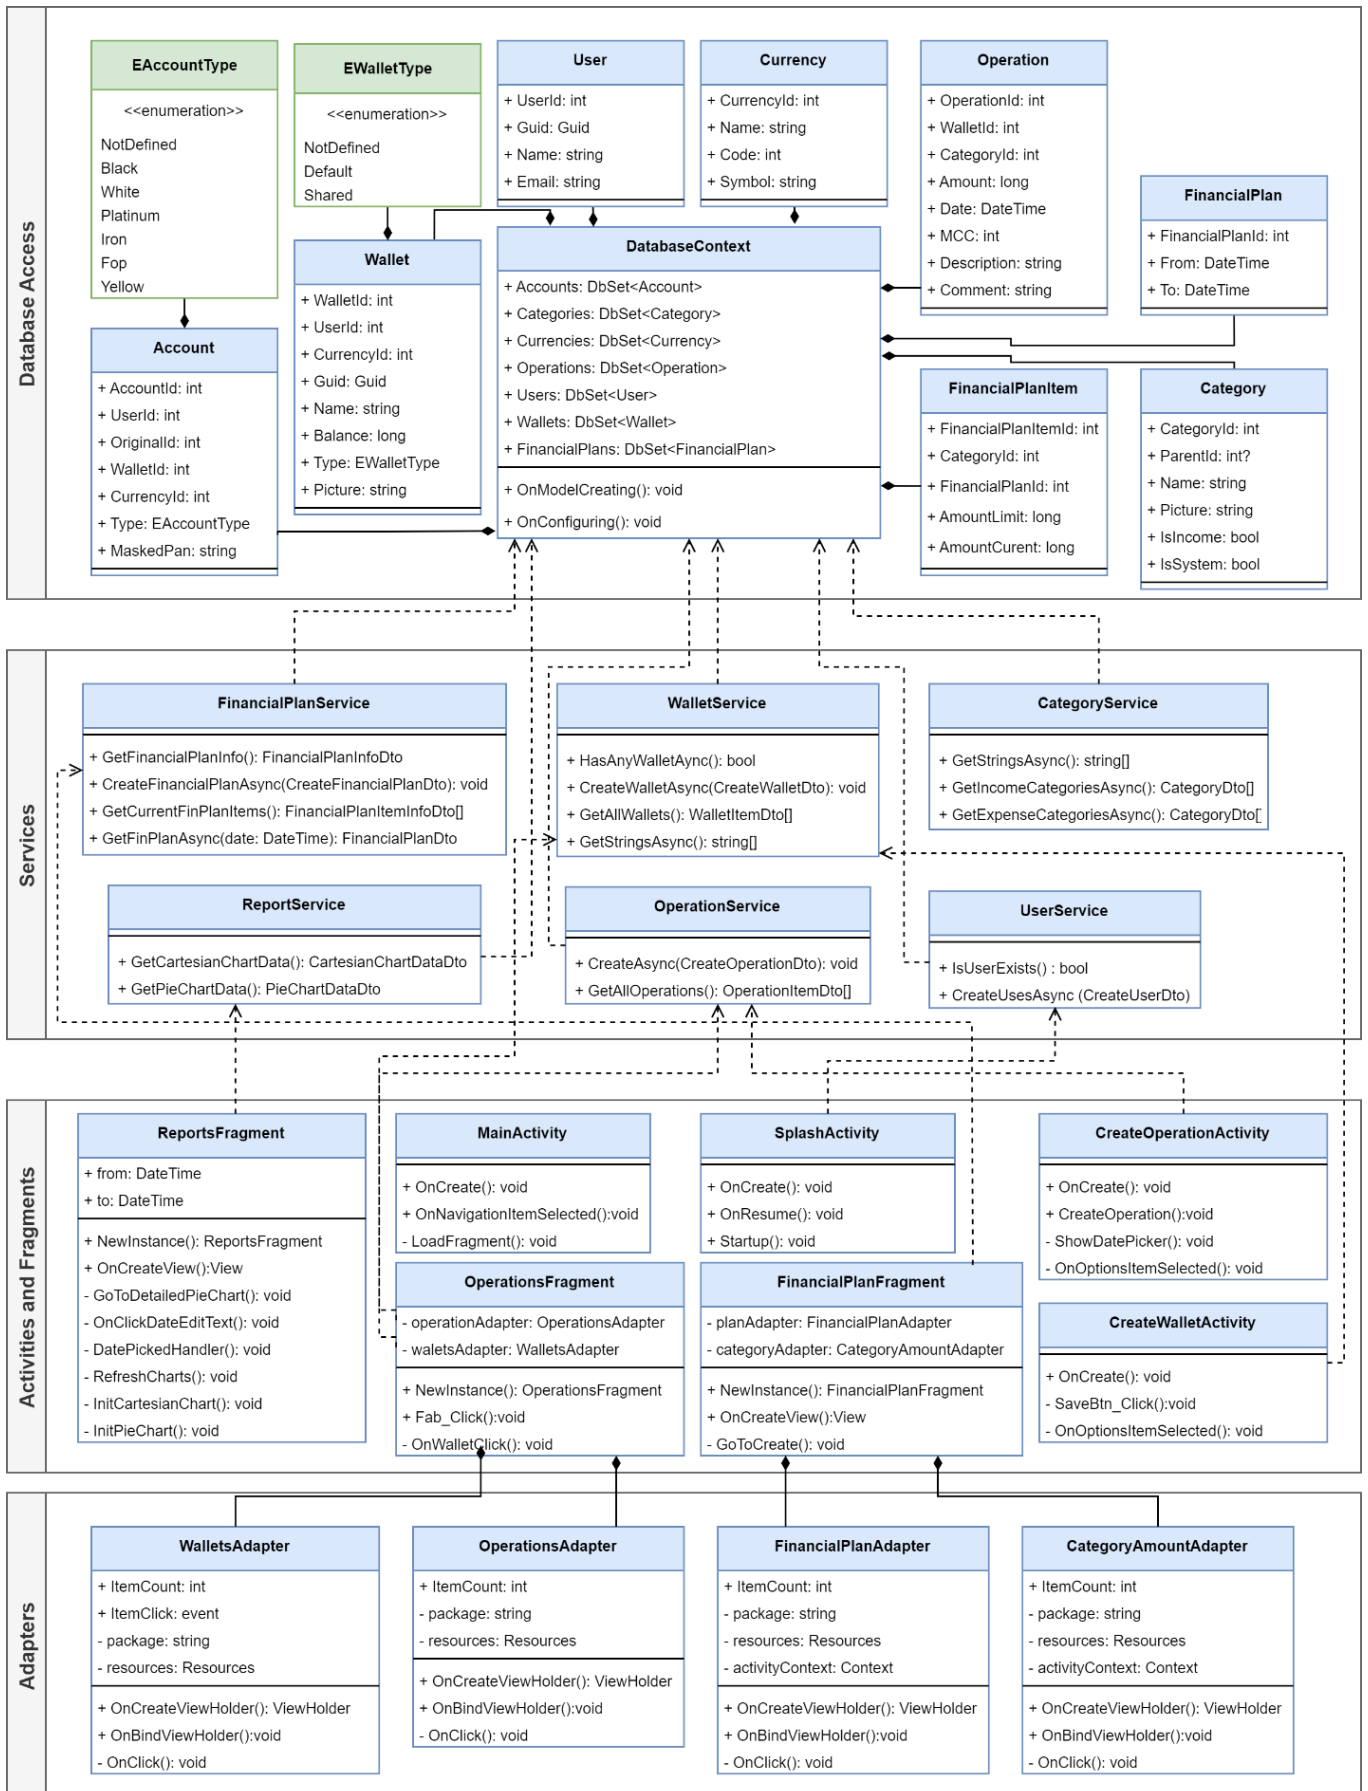 Database Access
EAccountType
<<enumeration>>
NotDefined
Black
White
Platinum
Iron
Fop
Yellow
EWalletType
<<enumeration>>
NotDefined
Default
Shared
User
+ UserId: int
+ Guid: Guid
+ Name: string
+ Email: string
Currency
+ CurrencyId: int
+ Name: string
+ Code: int
+ Symbol: string
Operation
+ OperationId: int
+ WalletId: int
+ CategoryId: int
+ Amount: long
+ Date: DateTime
+ MCC: int
+ Description: string
+ Comment: string
FinancialPlan
+ FinancialPlanId: int
+ From: DateTime
+ To: DateTime
Account
+ AccountId: int
+ UserId: int
+ OriginalId: int
+ WalletId: int
+ CurrencyId: int
+ Type: EAccountType
+ MaskedPan: string
Wallet
+ WalletId: int
+ UserId: int
+ CurrencyId: int
+ Guid: Guid
+ Name: string
+ Balance: long
+ Type: EWalletType
+ Picture: string
DatabaseContext
+ Accounts: DbSet<Account>
+ Categories: DbSet<Category>
+ Currencies: DbSet<Currency>
+ Operations: DbSet<Operation>
+ Users: DbSet<User>
+ Wallets: DbSet<Wallet>
+ FinancialPlans: DbSet<FinancialPlan>
+ OnModelCreating(): void
+ OnConfiguring(): void
FinancialPlanItem
+ FinancialPlanItemId: int
+ CategoryId: int
+ FinancialPlanId: int
+ AmountLimit: long
+ AmountCurent: long
Category
+ CategoryId: int
+ ParentId: int?
+ Name: string
+ Picture: string
+ IsIncome: bool
+ IsSystem: bool
Services
FinancialPlanService
+ GetFinancialPlanInfo(): FinancialPlanInfoDto
+ CreateFinancialPlanAsync(CreateFinancialPlanDto): void
+ GetCurrentFinPlanItems(): FinancialPlanItemInfoDto[]
+ GetFinPlanAsync(date: DateTime): FinancialPlanDto
WalletService
+ HasAnyWalletAync(): bool
+ CreateWalletAsync(CreateWalletDto): void
+ GetAllWallets(): WalletItemDto[]
+ GetStringsAsync(): string[]
CategoryService
+ GetStringsAsync(): string[]
+ GetIncomeCategoriesAsync(): CategoryDto[]
+ GetExpenseCategoriesAsync(): CategoryDto[]
ReportService
+ GetCartesianChartData(): CartesianChartDataDto
+ GetPieChartData(): PieChartDataDto
OperationService
+ CreateAsync(CreateOperationDto): void
+ GetAllOperations(): OperationItemDto[]
UserService
+ IsUserExists() : bool
+ CreateUsesAsync (CreateUserDto)
Activities and Fragments
ReportsFragment
+ from: DateTime
+ to: DateTime
+ NewInstance(): ReportsFragment
+ OnCreateView():View
- GoToDetailedPieChart(): void
- OnClickDateEditText(): void
- DatePickedHandler(): void
- RefreshCharts(): void
- InitCartesianChart(): void
- InitPieChart(): void
MainActivity
+ OnCreate(): void
+ OnNavigationItemSelected():void
- LoadFragment(): void
SplashActivity
+ OnCreate(): void
+ OnResume(): void
+ Startup(): void
CreateOperationActivity
+ OnCreate(): void
+ CreateOperation():void
- ShowDatePicker(): void
- OnOptionsItemSelected(): void
OperationsFragment
- operationAdapter: OperationsAdapter
- waletsAdapter: WalletsAdapter
+ NewInstance(): OperationsFragment
+ Fab_Click():void
- OnWalletClick(): void
FinancialPlanFragment
- planAdapter: FinancialPlanAdapter
- categoryAdapter: CategoryAmountAdapter
+ NewInstance(): FinancialPlanFragment
+ OnCreateView():View
- GoToCreate(): void
CreateWalletActivity
+ OnCreate(): void
- SaveBtn_Click():void
- OnOptionsItemSelected(): void
Adapters
WalletsAdapter
+ ItemCount: int
+ ItemClick: event
- package: string
- resources: Resources
+ OnCreateViewHolder(): ViewHolder
+ OnBindViewHolder():void
- OnClick(): void
OperationsAdapter
+ ItemCount: int
- package: string
- resources: Resources
+ OnCreateViewHolder(): ViewHolder
+ OnBindViewHolder():void
- OnClick(): void
FinancialPlanAdapter
+ ItemCount: int
- package: string
- resources: Resources
- activityContext: Context
+ OnCreateViewHolder(): ViewHolder
+ OnBindViewHolder():void
- OnClick(): void
CategoryAmountAdapter
+ ItemCount: int
- package: string
- resources: Resources
- activityContext: Context
+ OnCreateViewHolder(): ViewHolder
+ OnBindViewHolder():void
- OnClick(): void